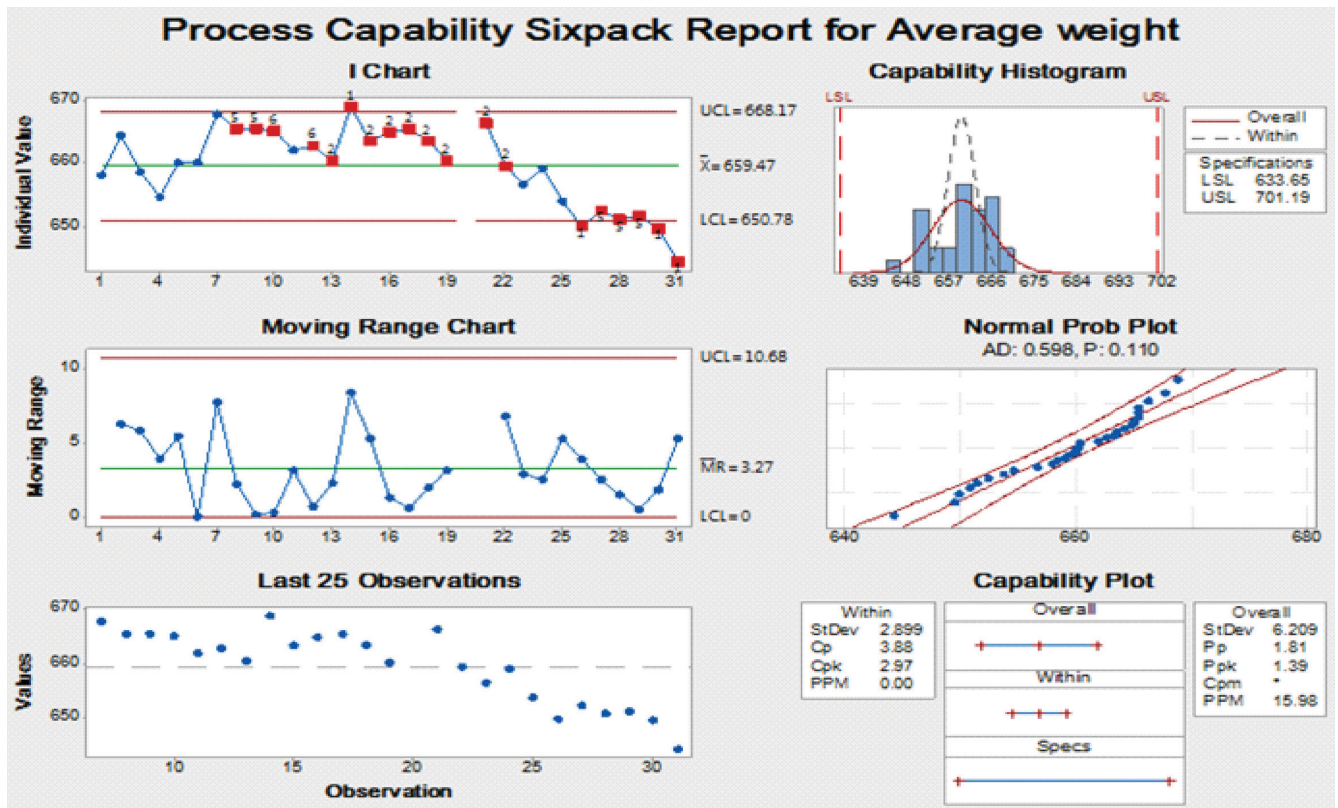 Process Capability Sixpack Report for Average weight
I Chart
Individual Value
670
660
650
1 4 7 10 13 16 19 22 25 28 31
5 5 6 6 2 1 2 2 2 2 2 2 2 1 5 5 5 1
UCL=668.17
X̄=659.47
LCL=650.78
Capability Histogram
LSL USL
639 648 657 666 675 684 693 702
Overall
Within
Specifications
LSL 633.65
USL 701.19
Moving Range Chart
Moving Range
10
5
0
1 4 7 10 13 16 19 22 25 28 31
UCL=10.68
M̄R̄=3.27
LCL=0
Normal Prob Plot
AD: 0.598, P: 0.110
640 660 680
Last 25 Observations
Values
670
660
650
10 15 20 25 30
Observation
Capability Plot
Within
StDev 2.899
Cp 3.88
Cpk 2.97
PPM 0.00
Overall
Within
Specs
Overall
StDev 6.209
Pp 1.81
Ppk 1.39
Cpm *
PPM 15.98